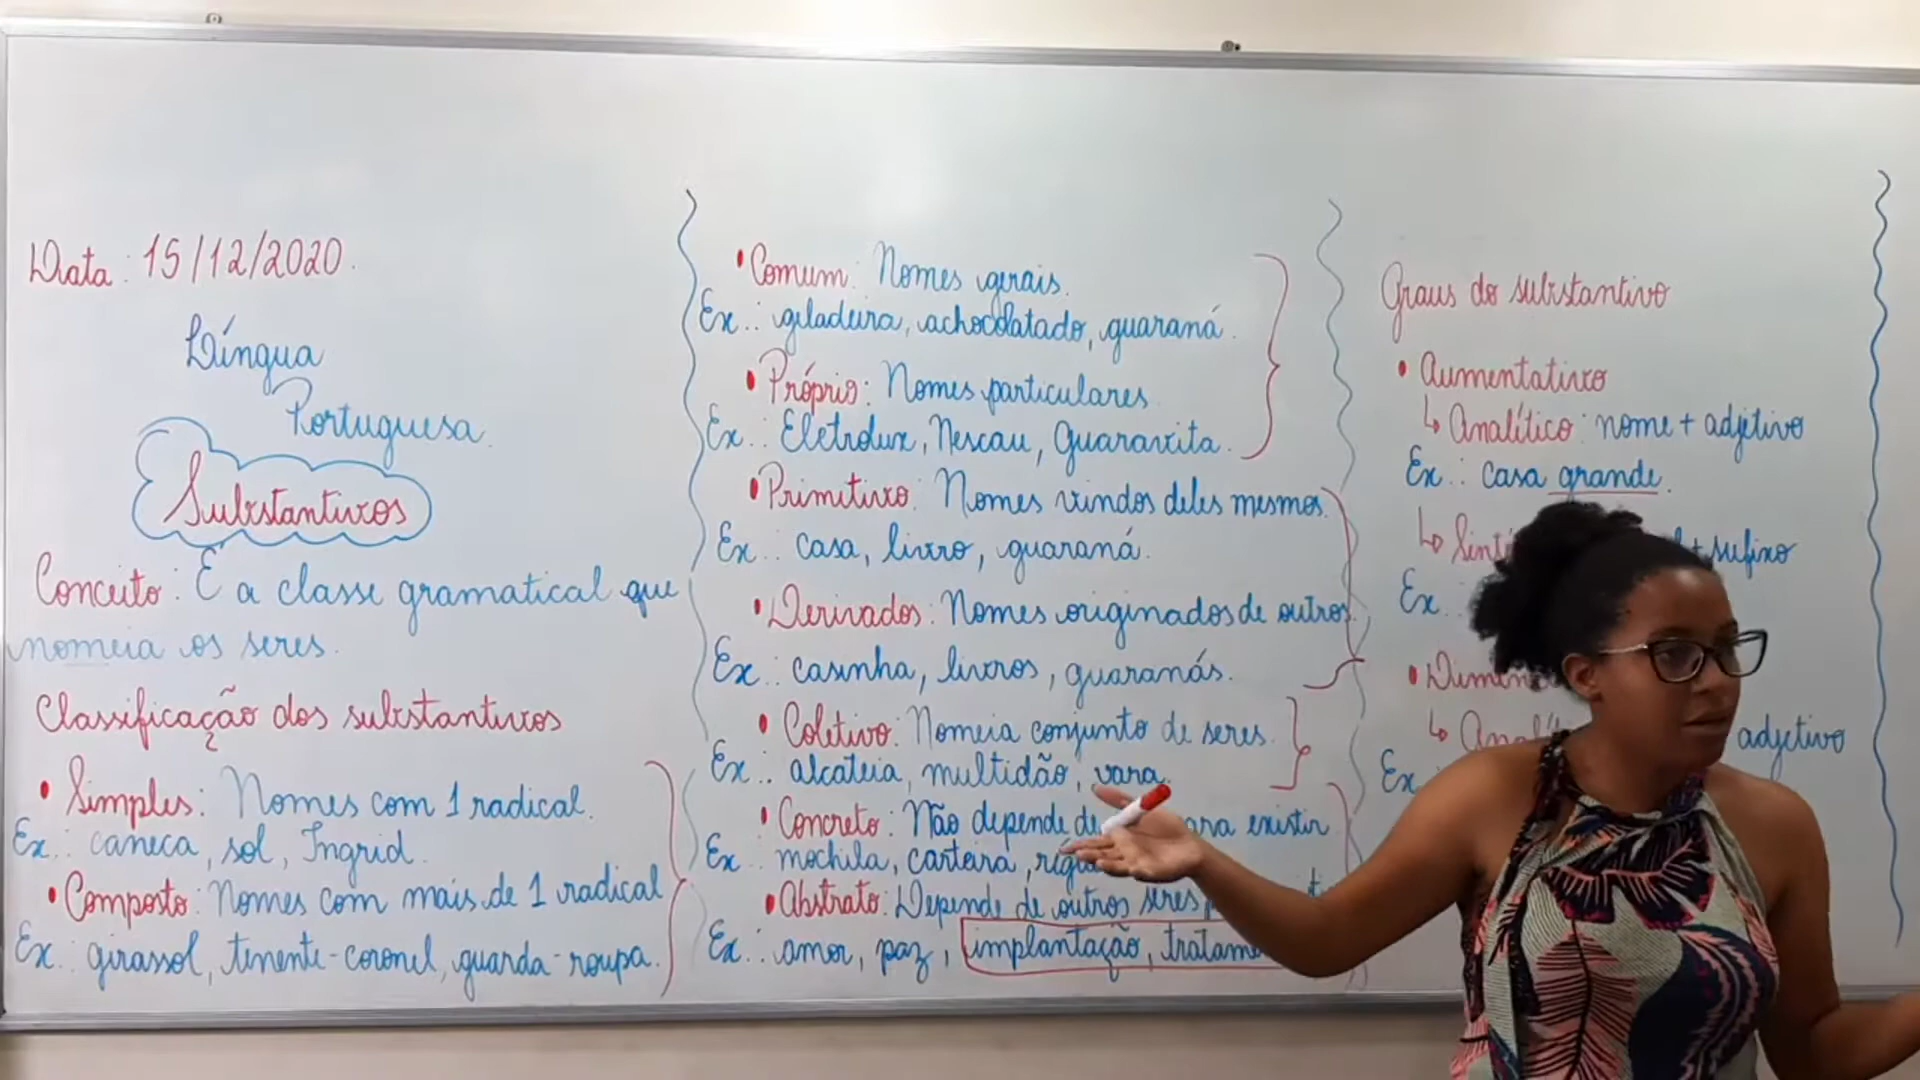 Data: 15/12/2020.
Língua
Portuguesa.
Substantivos
Conceito: É a classe gramatical que
nomeia os seres.
Classificação dos substantivos
• Simples: Nomes com 1 radical.
Ex.: caneca, sol, Ingrid.
• Composto: Nomes com mais de 1 radical
Ex.: girassol, tenente-coronel, guarda-roupa.
• Comum: Nomes gerais.
Ex.: geladeira, achocolatado, guaraná.
• Próprio: Nomes particulares.
Ex.: Eletrolux, Nescau, Guaravita.
• Primitivo: Nomes vindos deles mesmos.
Ex.: casa, livro, guaraná.
• Derivados: Nomes originados de outros.
Ex.: casinha, livros, guaranás.
• Coletivo: Nomeia conjunto de seres.
Ex.: alcateia, multidão, vara.
• Concreto: Não depende de existir
Ex.: mochila, carteira,
• Abstrato: Depende de outros seres
Ex.: amor, paz, implantação,
Graus do substantivo
• Aumentativo
↳ Analítico: nome + adjetivo
Ex.: casa grande.
↳ + sufixo
Ex.
•
↳ adjetivo
Ex.